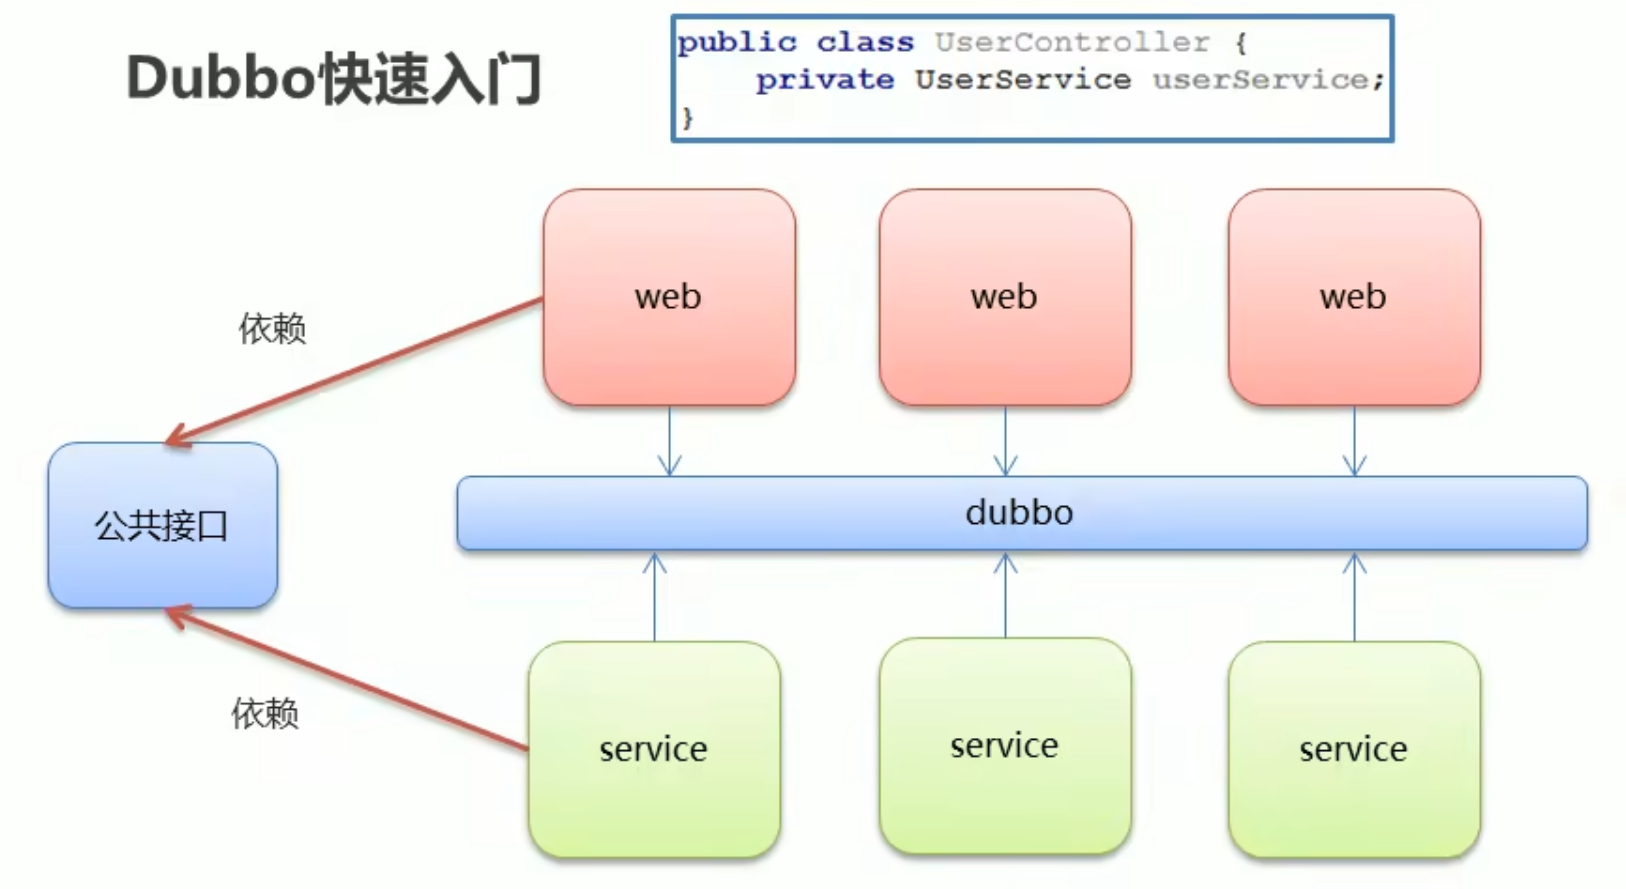 Dubbo快速入门
public class UserController {
    private UserService userService;
}
web
web
web
依赖
公共接口
dubbo
依赖
service
service
service